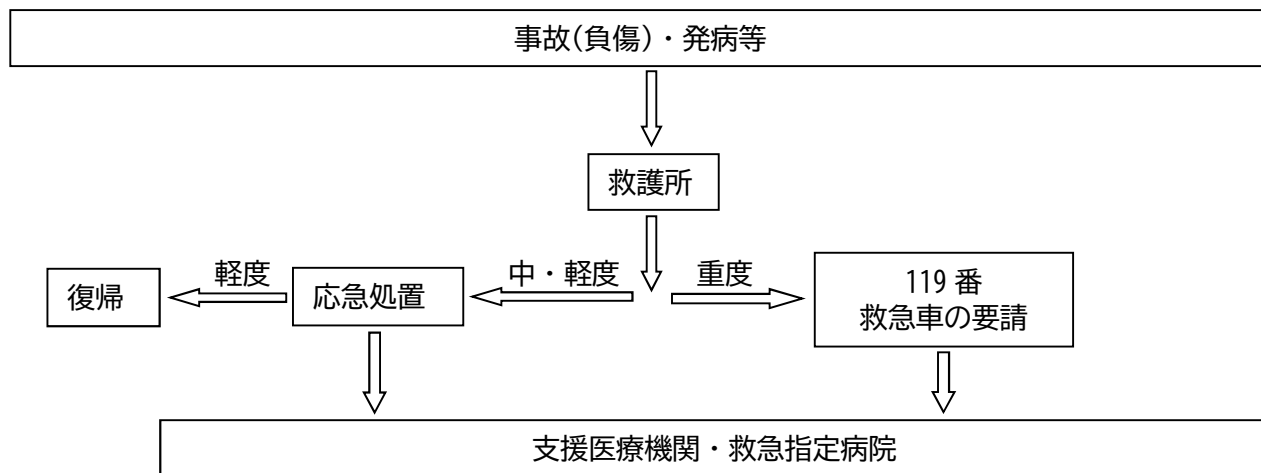 事故(負傷)・発病等
救護所
軽度
中・軽度
重度
復帰
応急処置
119 番
救急車の要請
支援医療機関・救急指定病院